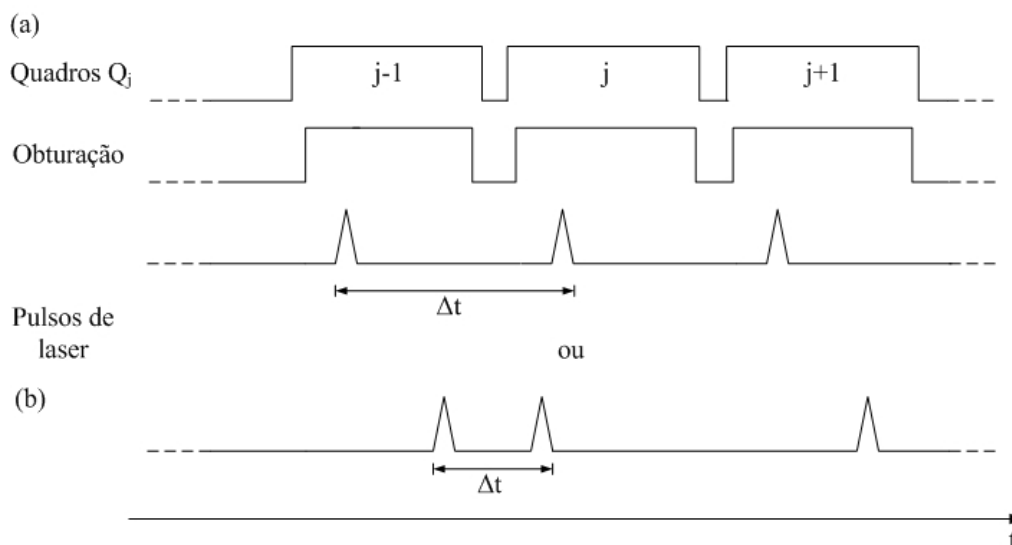 (a)
Quadros Qj
j-1
j
j+1
Obturação
Δt
Pulsos de
laser
ou
(b)
Δt
t